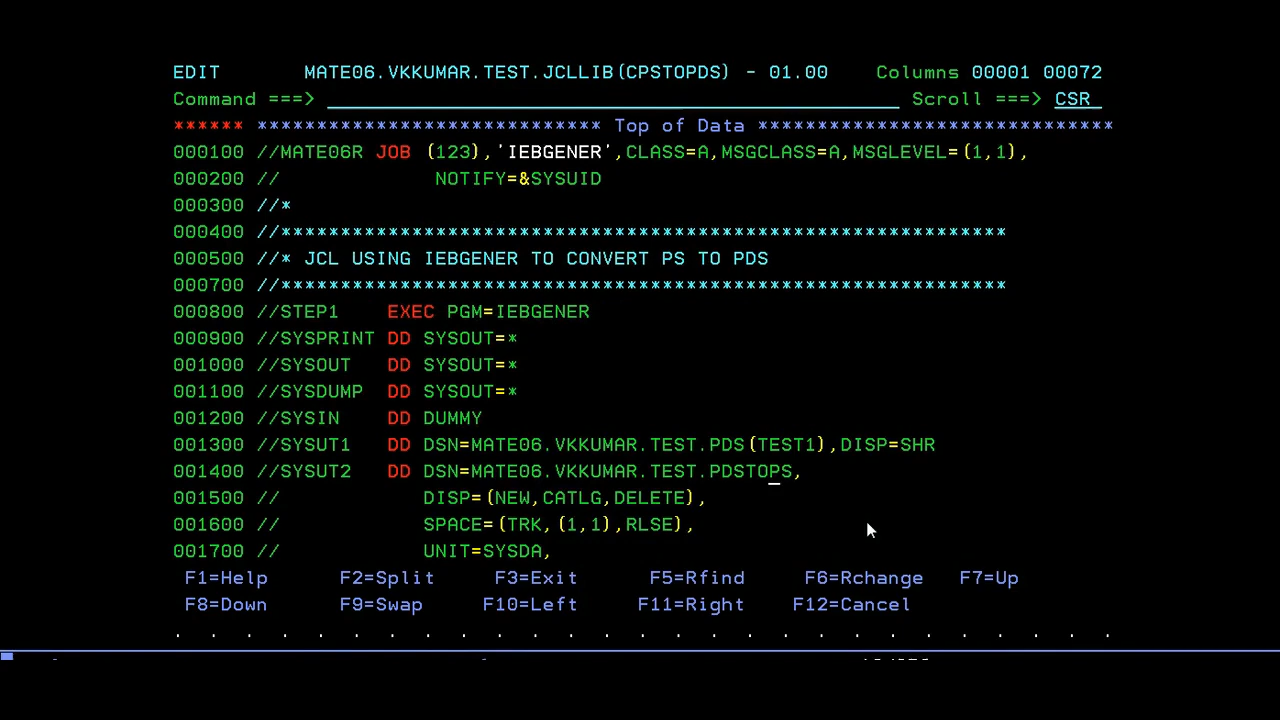 EDIT       MATE06.VKKUMAR.TEST.JCLLIB(CPSTOPDS) - 01.00    Columns 00001 00072
Command ===>                                                  Scroll ===> CSR
****** ***************************** Top of Data ******************************
000100 //MATE06R JOB (123),'IEBGENER',CLASS=A,MSGCLASS=A,MSGLEVEL=(1,1),
000200 //             NOTIFY=&SYSUID
000300 //*
000400 //*************************************************************
000500 //* JCL USING IEBGENER TO CONVERT PS TO PDS
000700 //*************************************************************
000800 //STEP1    EXEC PGM=IEBGENER
000900 //SYSPRINT DD SYSOUT=*
001000 //SYSOUT   DD SYSOUT=*
001100 //SYSDUMP  DD SYSOUT=*
001200 //SYSIN    DD DUMMY
001300 //SYSUT1   DD DSN=MATE06.VKKUMAR.TEST.PDS(TEST1),DISP=SHR
001400 //SYSUT2   DD DSN=MATE06.VKKUMAR.TEST.PDSTOPS,
001500 //            DISP=(NEW,CATLG,DELETE),
001600 //            SPACE=(TRK,(1,1),RLSE),
001700 //            UNIT=SYSDA,
F1=Help      F2=Split     F3=Exit      F5=Rfind     F6=Rchange   F7=Up
F8=Down      F9=Swap     F10=Left     F11=Right    F12=Cancel